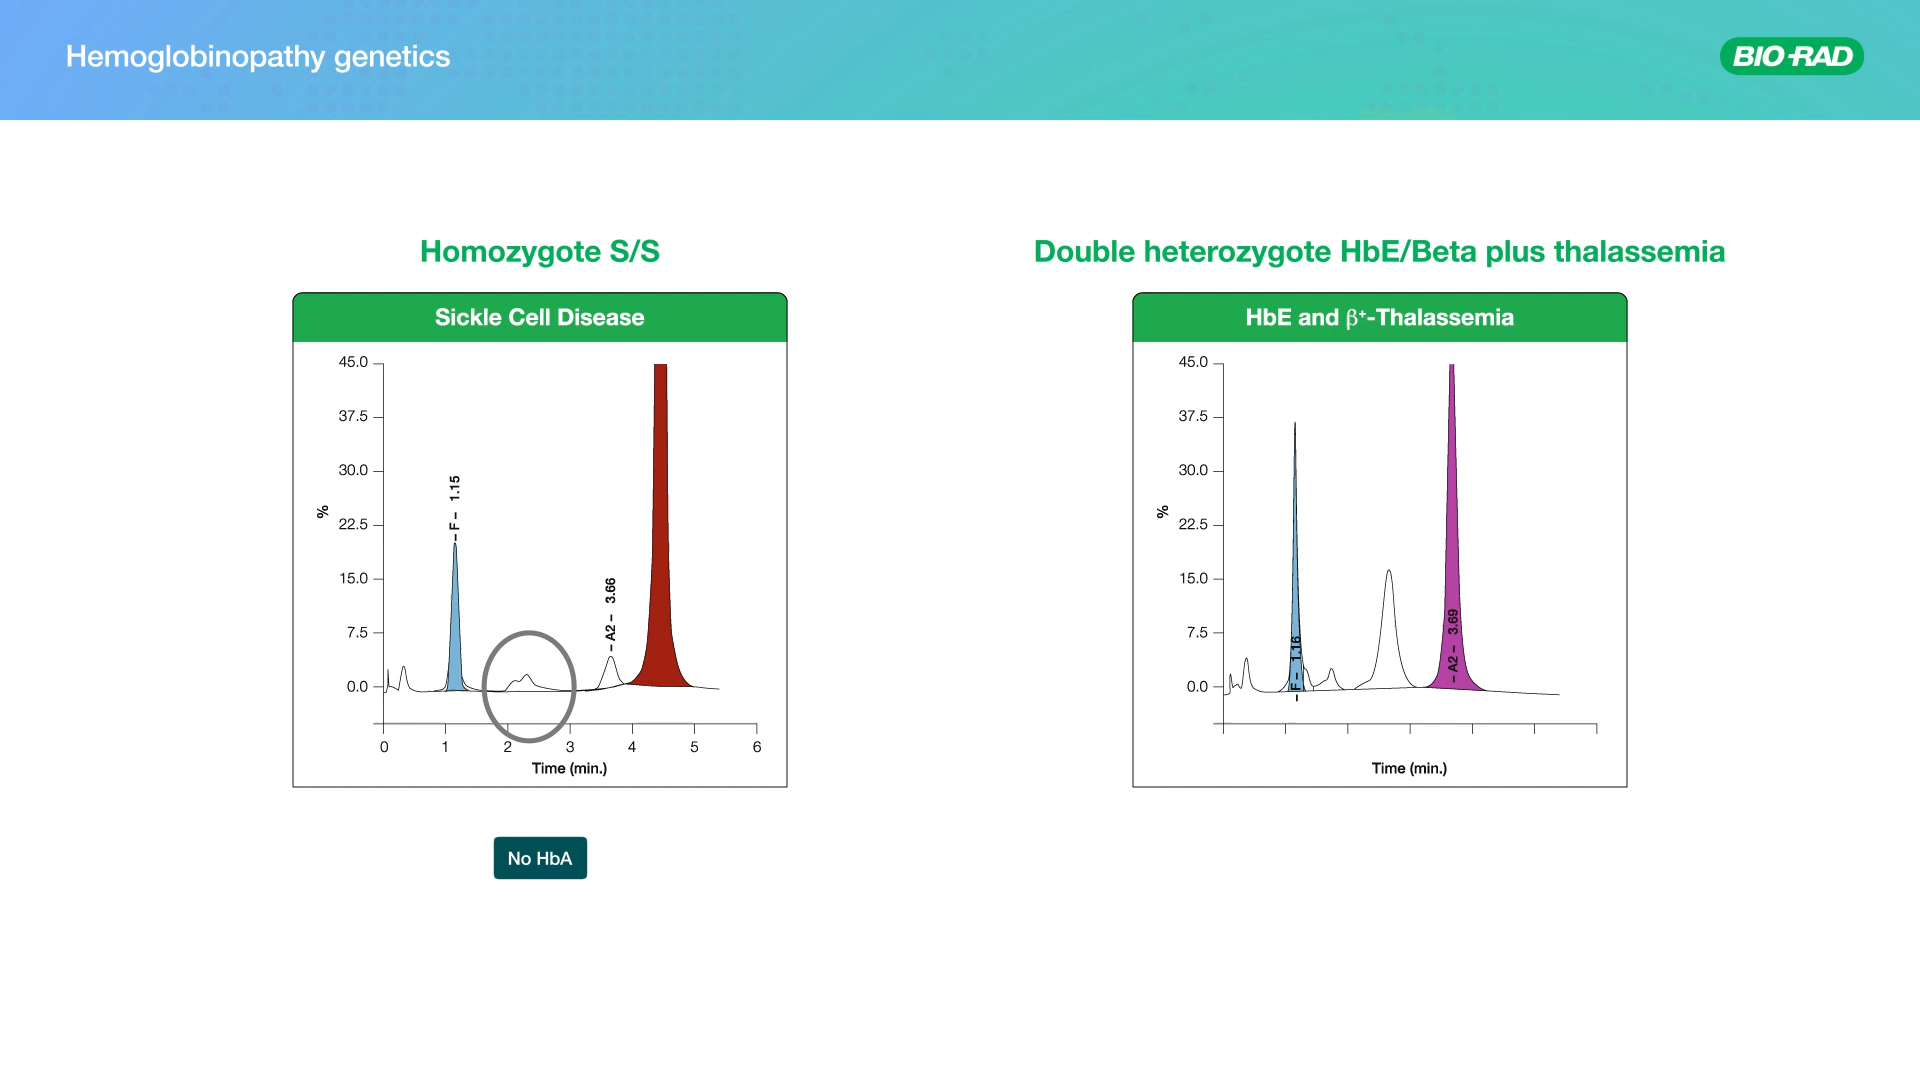 Hemoglobinopathy genetics
BIO-RAD
Homozygote S/S
Sickle Cell Disease
45.0
37.5
30.0
22.5
15.0
7.5
0.0
%
– F – 1.15
– A2 – 3.66
0 1 2 3 4 5 6
Time (min.)
No HbA
Double heterozygote HbE/Beta plus thalassemia
HbE and β⁺-Thalassemia
45.0
37.5
30.0
22.5
15.0
7.5
0.0
%
– F – 1.16
– A2 – 3.69
Time (min.)